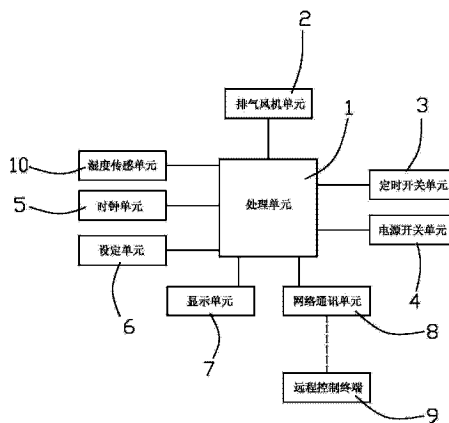 2
排气风机单元
1
3
10
湿度传感单元
定时开关单元
5
时钟单元
处理单元
设定单元
电源开关单元
6
4
显示单元
网络通讯单元
7
8
远程控制终端
9